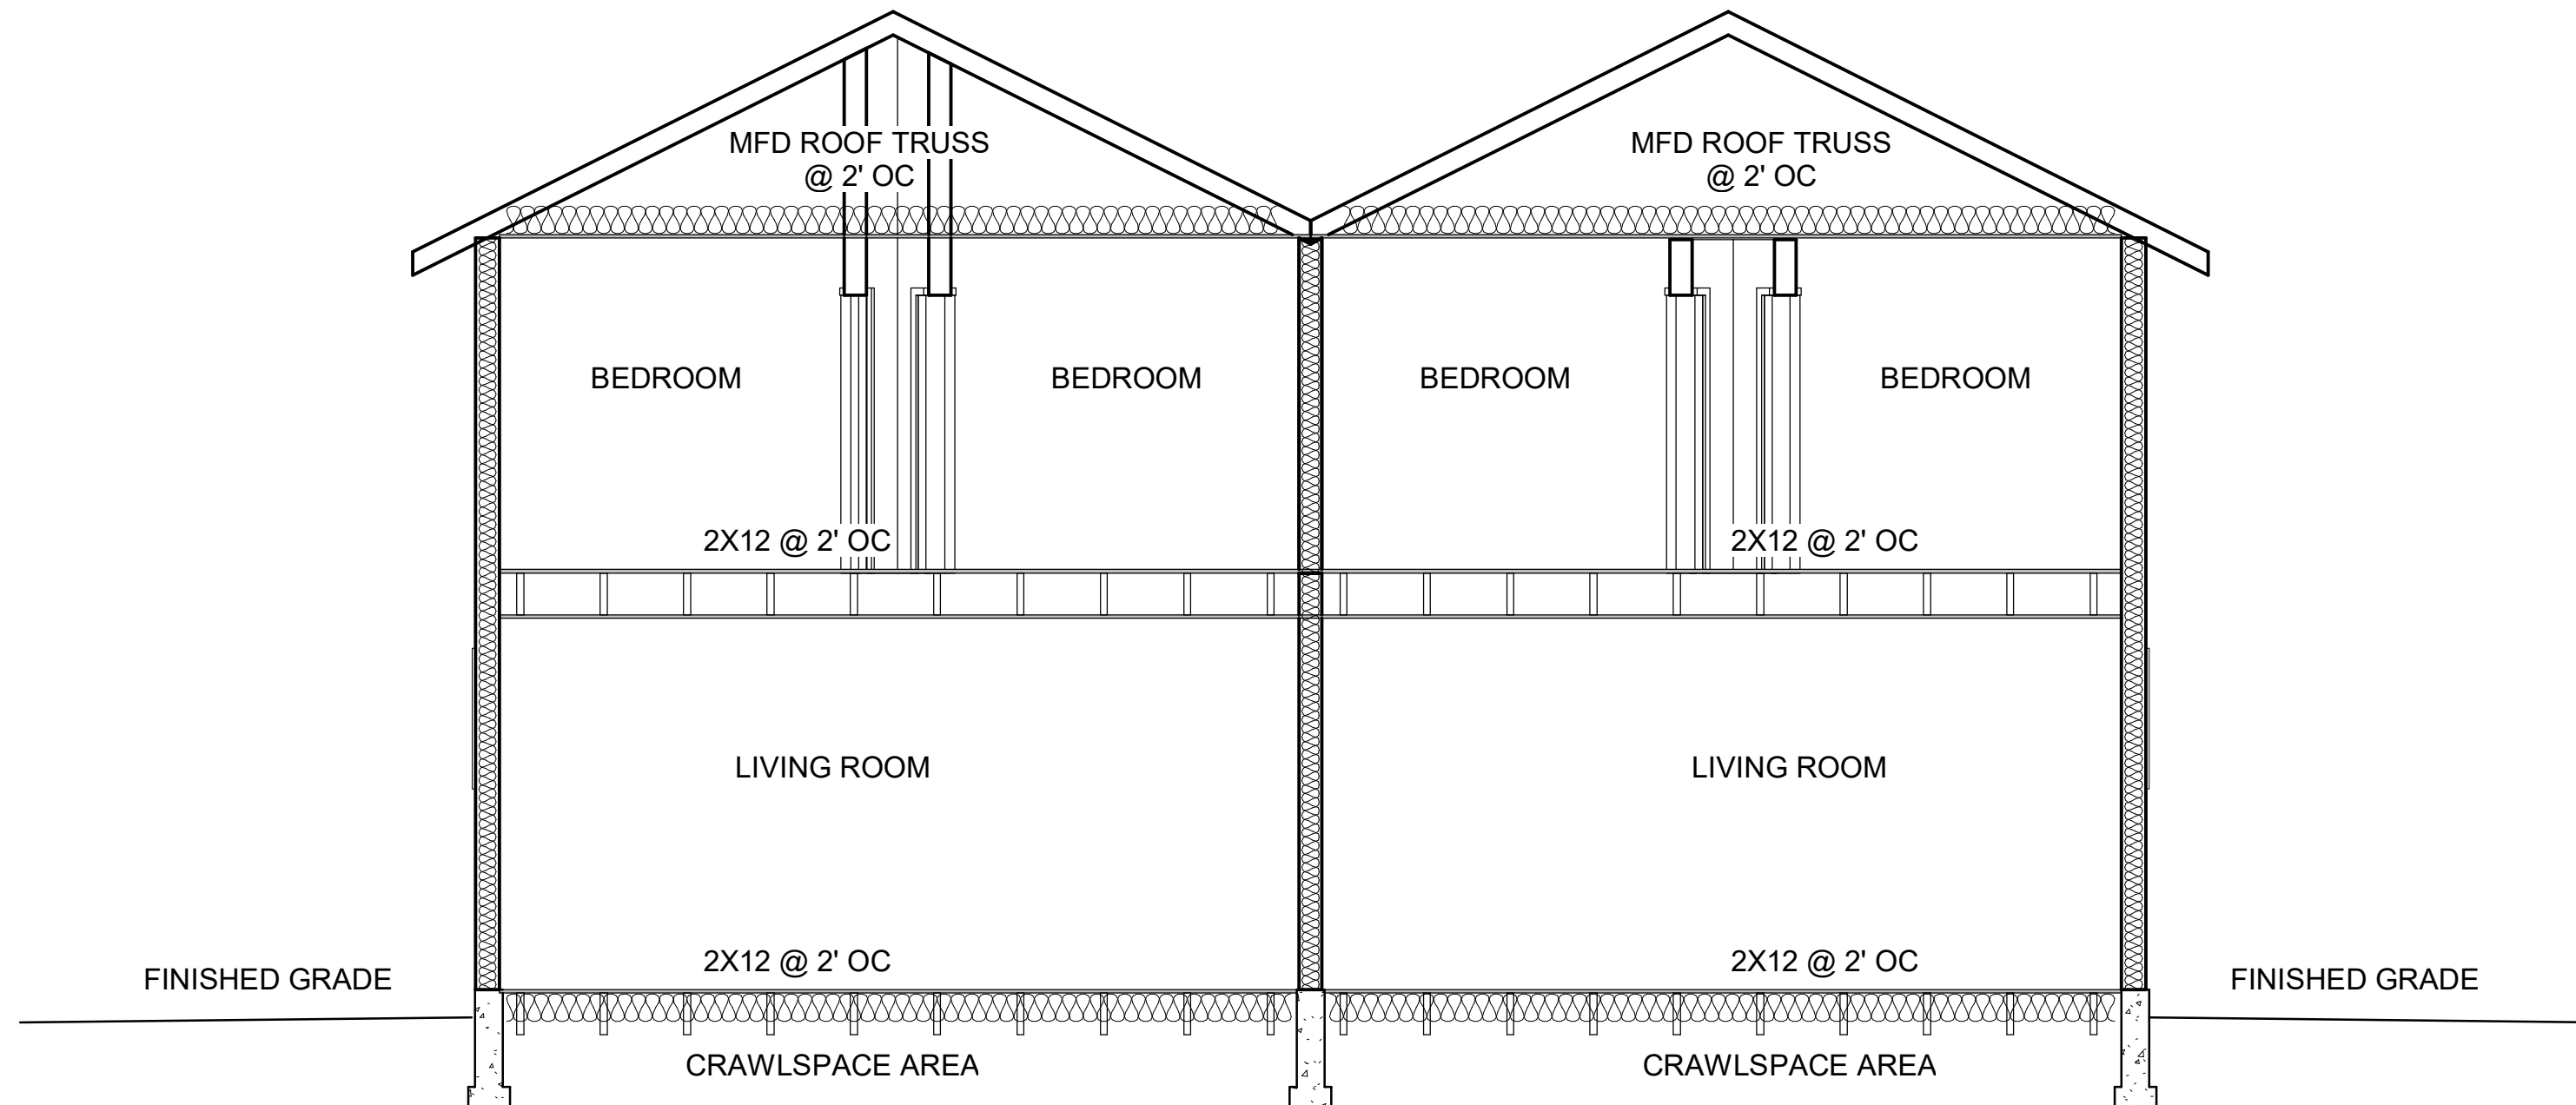 MFD ROOF TRUSS
@ 2' OC
MFD ROOF TRUSS
@ 2' OC
BEDROOM
BEDROOM
BEDROOM
BEDROOM
2X12 @ 2' OC
2X12 @ 2' OC
LIVING ROOM
LIVING ROOM
2X12 @ 2' OC
2X12 @ 2' OC
FINISHED GRADE
FINISHED GRADE
CRAWLSPACE AREA
CRAWLSPACE AREA